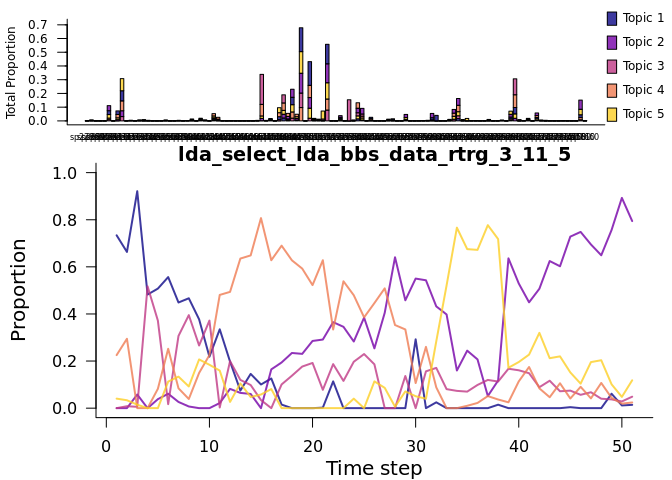 0.7
0.6
0.5
0.4
0.3
0.2
0.1
0.0
Total Proportion
Topic 1
Topic 2
Topic 3
Topic 4
Topic 5
lda_select_lda_bbs_data_rtrg_3_11_5
1.0
0.8
0.6
0.4
0.2
0.0
Proportion
0 10 20 30 40 50
Time step